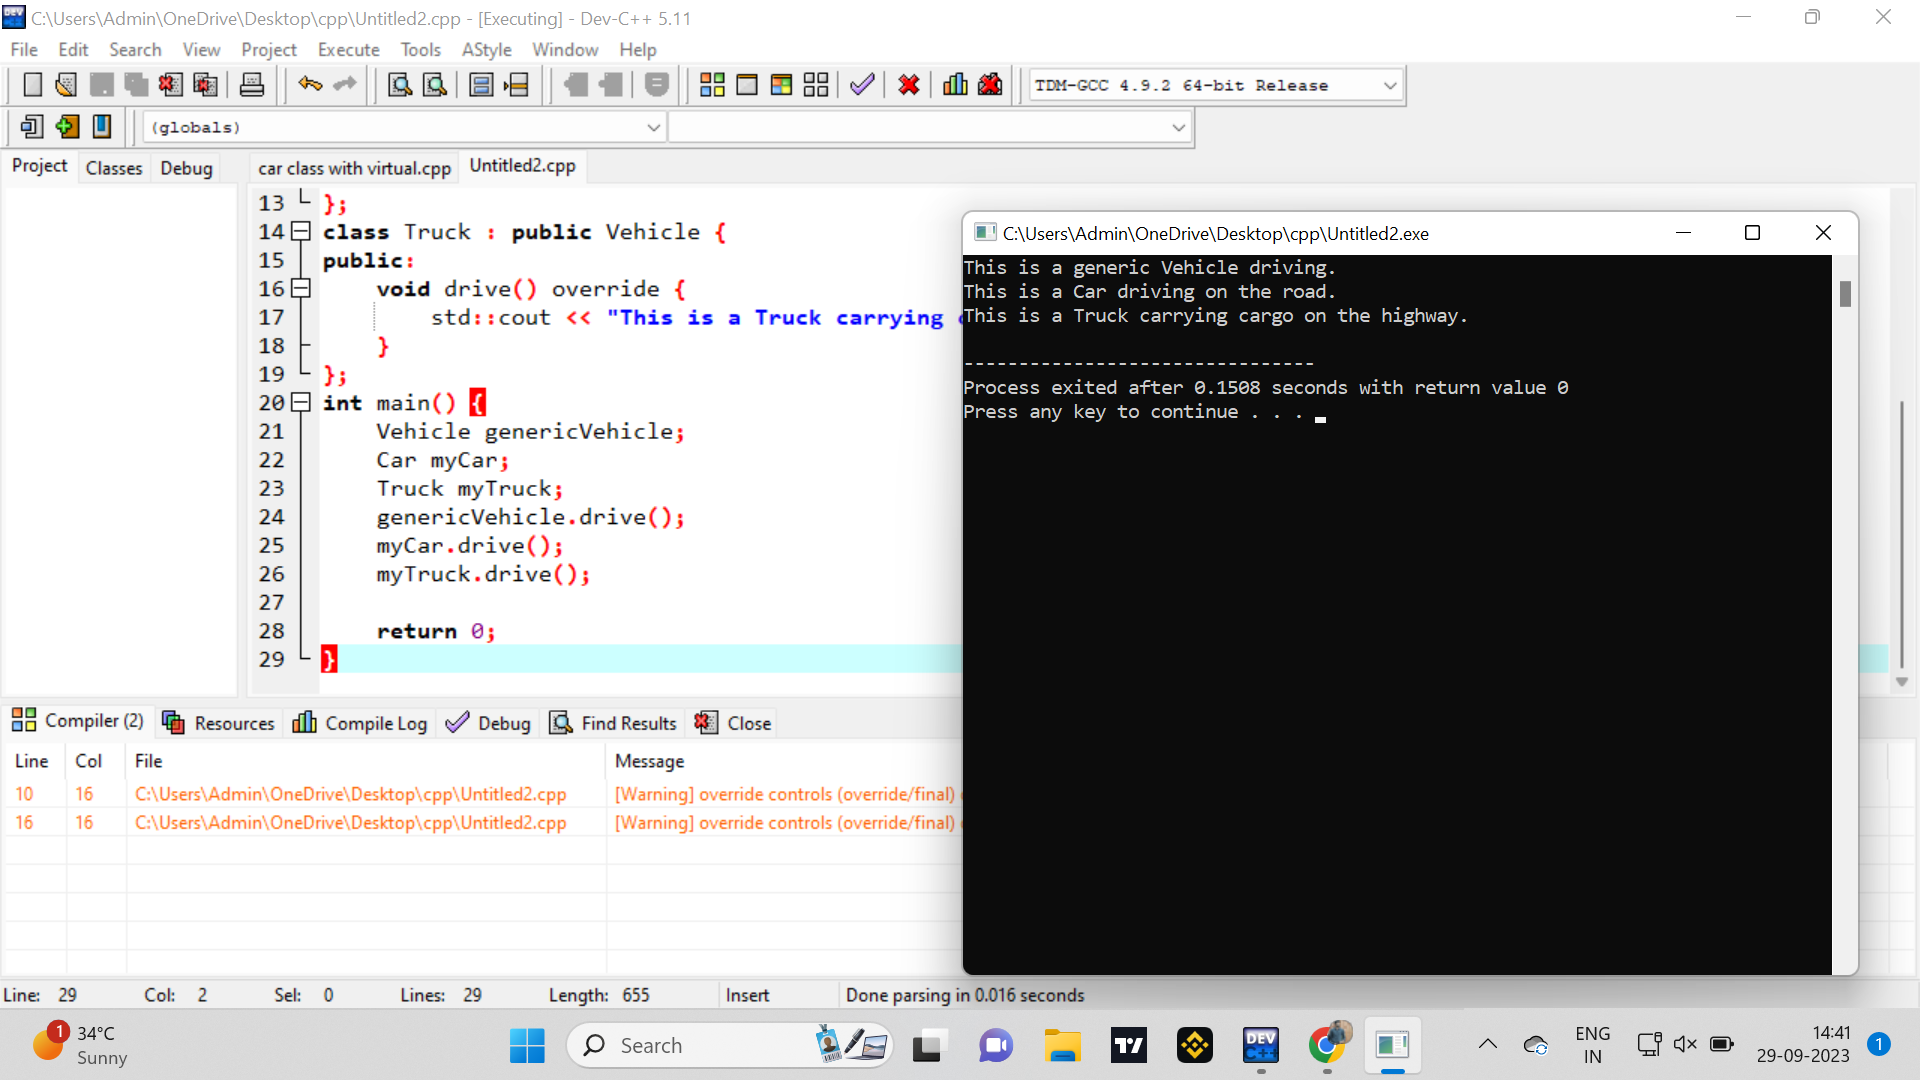 C:\Users\Admin\OneDrive\Desktop\cpp\Untitled2.cpp - [Executing] - Dev-C++ 5.11
File Edit Search View Project Execute Tools AStyle Window Help
TDM-GCC 4.9.2 64-bit Release
(globals)
Project Classes Debug
car class with virtual.cpp Untitled2.cpp
13 };
14 class Truck : public Vehicle {
15 public:
16 void drive() override {
17 std::cout << "This is a Truck carrying
18 }
19 };
20 int main() {
21 Vehicle genericVehicle;
22 Car myCar;
23 Truck myTruck;
24 genericVehicle.drive();
25 myCar.drive();
26 myTruck.drive();
27
28 return 0;
29 }
C:\Users\Admin\OneDrive\Desktop\cpp\Untitled2.exe
This is a generic Vehicle driving.
This is a Car driving on the road.
This is a Truck carrying cargo on the highway.
--------------------------------
Process exited after 0.1508 seconds with return value 0
Press any key to continue . . .
Compiler (2) Resources Compile Log Debug Find Results Close
Line Col File Message
10 16 C:\Users\Admin\OneDrive\Desktop\cpp\Untitled2.cpp [Warning] override controls (override/final)
16 16 C:\Users\Admin\OneDrive\Desktop\cpp\Untitled2.cpp [Warning] override controls (override/final)
Line: 29 Col: 2 Sel: 0 Lines: 29 Length: 655 Insert Done parsing in 0.016 seconds
1
34°C
Sunny
Search
DEV
C++
ENG
IN
14:41
29-09-2023
1